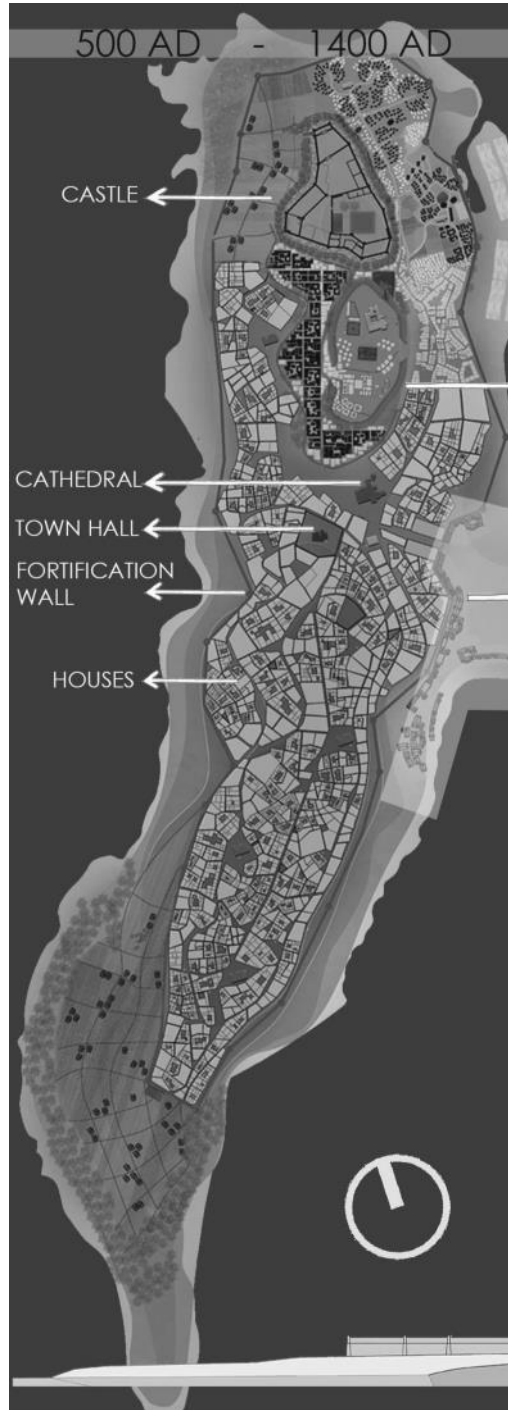 500 AD - 1400 AD
CASTLE
CATHEDRAL
TOWN HALL
FORTIFICATION
WALL
HOUSES